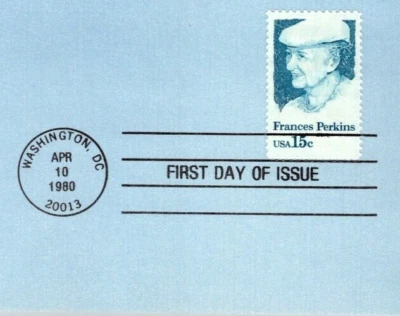 Frances Perkins
USA 15c
WASHINGTON, DC
APR
10
1980
20013
FIRST DAY OF ISSUE